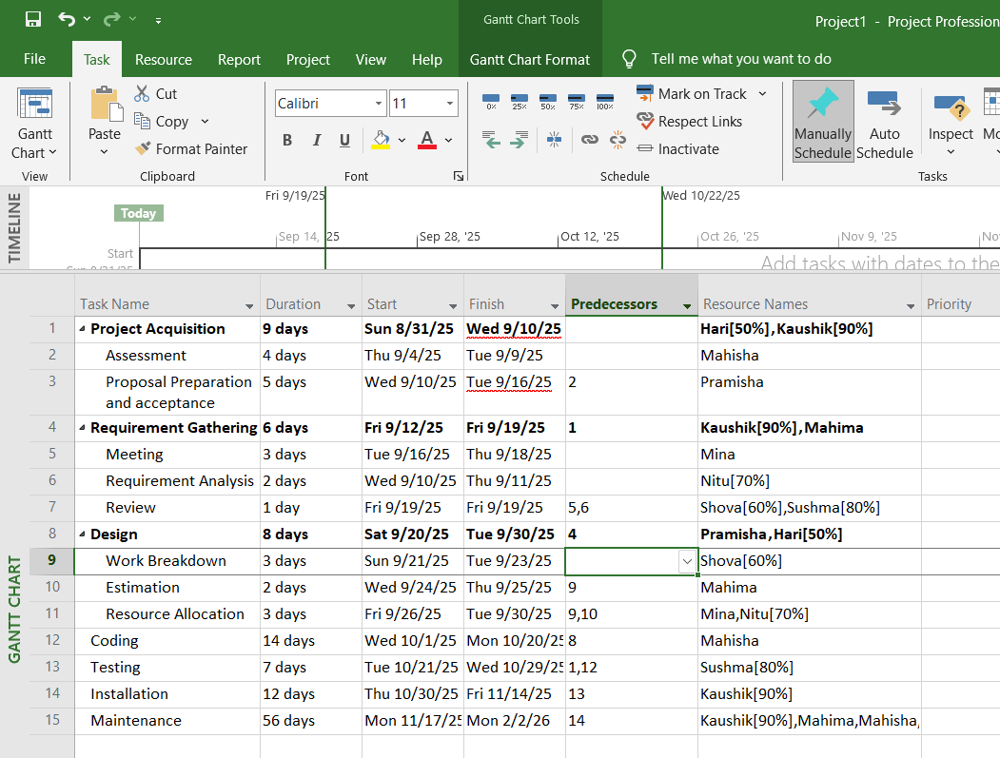 Gantt Chart Tools
Project1 - Project Profession
File Task Resource Report Project View Help Gantt Chart Format Tell me what you want to do
Gantt Chart
Paste
Cut
Copy
Format Painter
Calibri 11
B I U A
0% 25% 50% 75% 100%
Mark on Track
Respect Links
Inactivate
Manually Schedule
Auto Schedule
Inspect
Mo
View Clipboard Font Schedule Tasks
TIMELINE
Fri 9/19/25 Wed 10/22/25
Today
Sep 14, '25 Sep 28, '25 Oct 12, '25 Oct 26, '25 Nov 9, '25 Nov
Start
Sun 8/31/25
Add tasks with dates to the
GANTT CHART
Task Name Duration Start Finish Predecessors Resource Names Priority
1 Project Acquisition 9 days Sun 8/31/25 Wed 9/10/25 Hari[50%],Kaushik[90%]
2 Assessment 4 days Thu 9/4/25 Tue 9/9/25 Mahisha
3 Proposal Preparation and acceptance 5 days Wed 9/10/25 Tue 9/16/25 2 Pramisha
4 Requirement Gathering 6 days Fri 9/12/25 Fri 9/19/25 1 Kaushik[90%],Mahima
5 Meeting 3 days Tue 9/16/25 Thu 9/18/25 Mina
6 Requirement Analysis 2 days Wed 9/10/25 Thu 9/11/25 Nitu[70%]
7 Review 1 day Fri 9/19/25 Fri 9/19/25 5,6 Shova[60%],Sushma[80%]
8 Design 8 days Sat 9/20/25 Tue 9/30/25 4 Pramisha,Hari[50%]
9 Work Breakdown 3 days Sun 9/21/25 Tue 9/23/25 Shova[60%]
10 Estimation 2 days Wed 9/24/25 Thu 9/25/25 9 Mahima
11 Resource Allocation 3 days Fri 9/26/25 Tue 9/30/25 9,10 Mina,Nitu[70%]
12 Coding 14 days Wed 10/1/25 Mon 10/20/25 8 Mahisha
13 Testing 7 days Tue 10/21/25 Wed 10/29/25 1,12 Sushma[80%]
14 Installation 12 days Thu 10/30/25 Fri 11/14/25 13 Kaushik[90%]
15 Maintenance 56 days Mon 11/17/25 Mon 2/2/26 14 Kaushik[90%],Mahima,Mahisha,